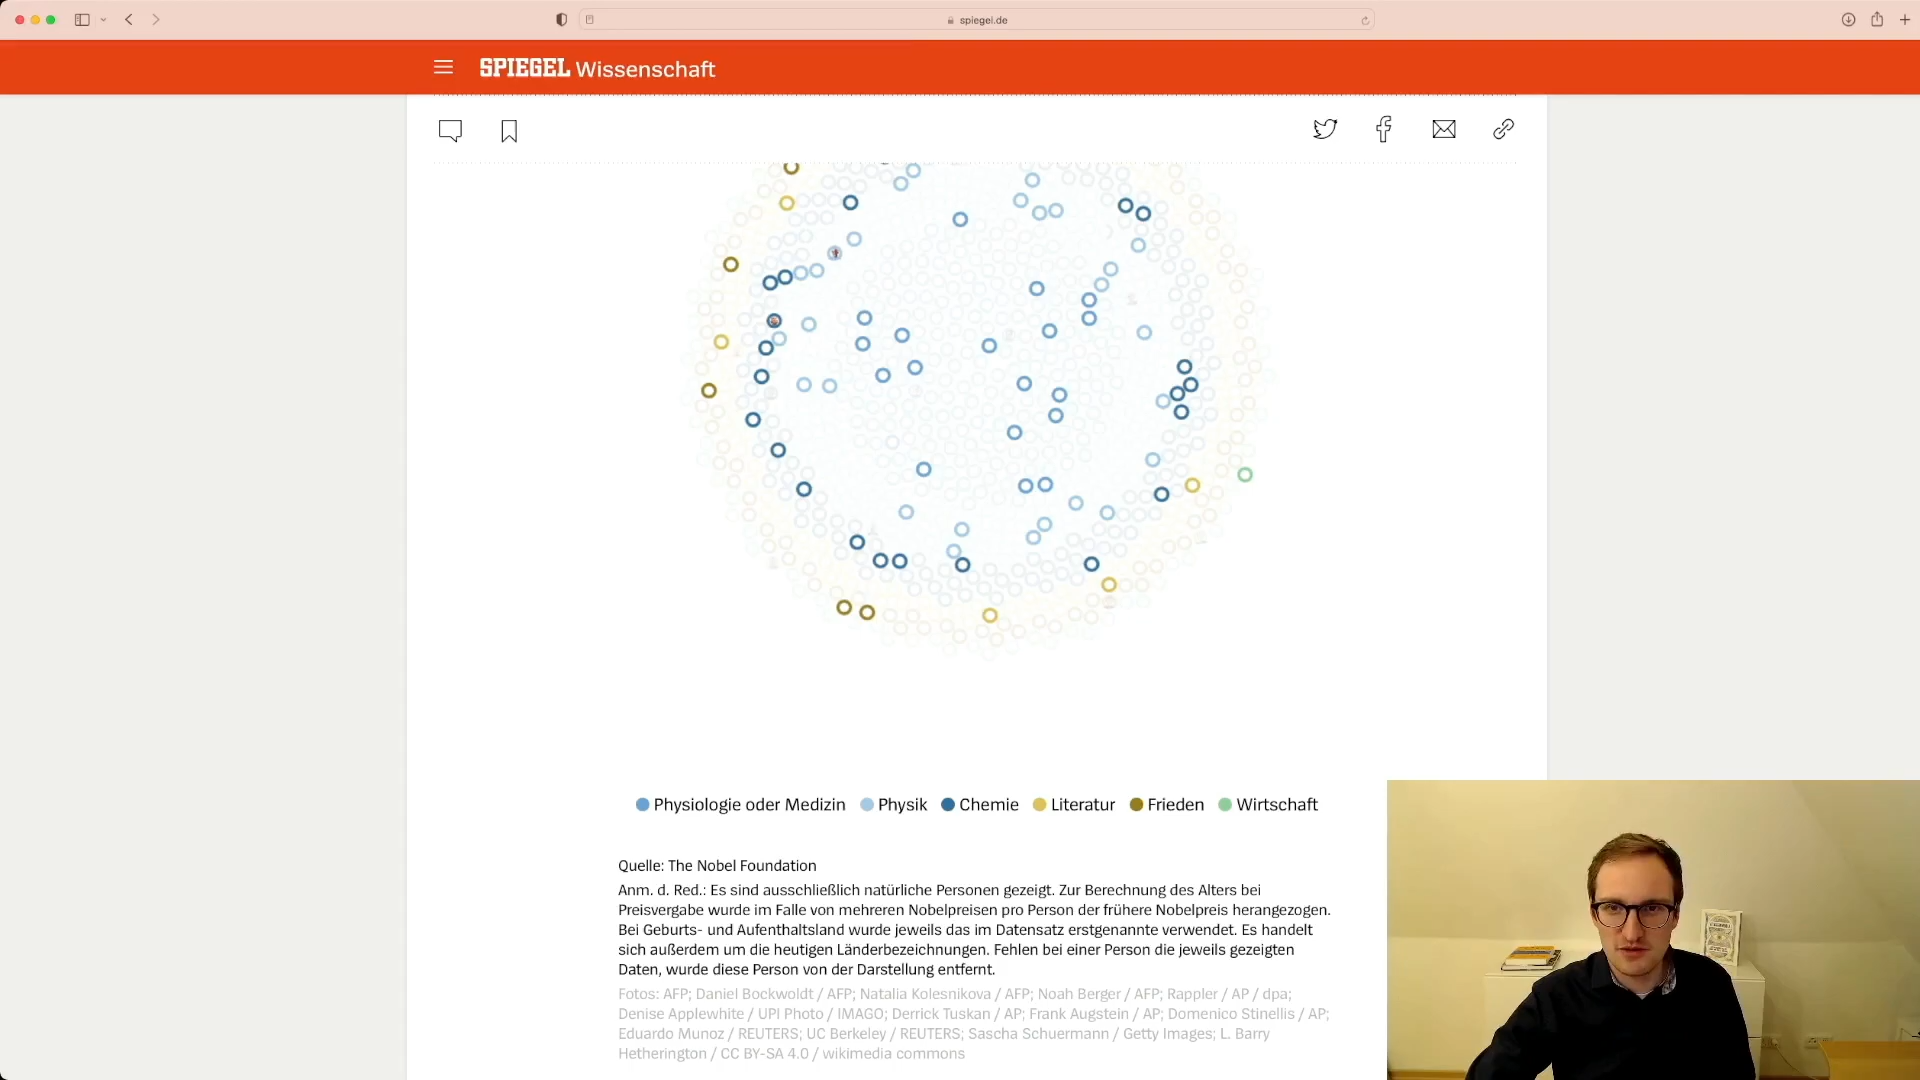 spiegel.de
SPIEGEL Wissenschaft
Physiologie oder Medizin Physik Chemie Literatur Frieden Wirtschaft
Quelle: The Nobel Foundation
Anm. d. Red.: Es sind ausschließlich natürliche Personen gezeigt. Zur Berechnung des Alters bei
Preisvergabe wurde im Falle von mehreren Nobelpreisen pro Person der frühere Nobelpreis herangezogen.
Bei Geburts- und Aufenthaltsland wurde jeweils das im Datensatz erstgenannte verwendet. Es handelt
sich außerdem um die heutigen Länderbezeichnungen. Fehlen bei einer Person die jeweils gezeigten
Daten, wurde diese Person von der Darstellung entfernt.
Fotos: AFP; Daniel Bockwoldt / AFP; Natalia Kolesnikova / AFP; Noah Berger / AFP; Rappler / AP / dpa;
Denise Applewhite / UPI Photo / IMAGO; Derrick Tuskan / AP; Frank Augstein / AP; Domenico Stinellis / AP;
Eduardo Munoz / REUTERS; UC Berkeley / REUTERS; Sascha Schuermann / Getty Images; L. Barry
Hetherington / CC BY-SA 4.0 / wikimedia commons